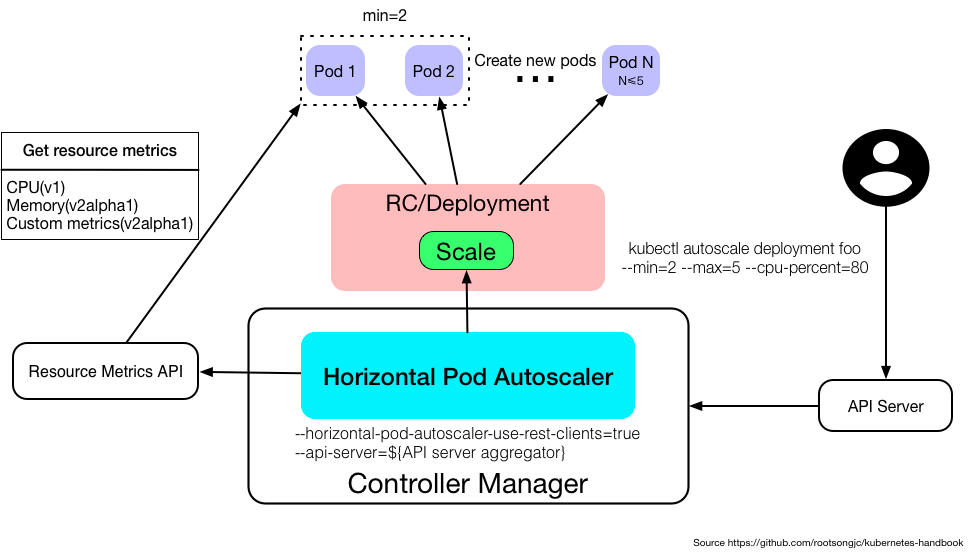 min=2
Pod 1
Pod 2
Create new pods
...
Pod N
N≤5
Get resource metrics
CPU(v1)
Memory(v2alpha1)
Custom metrics(v2alpha1)
RC/Deployment
Scale
kubectl autoscale deployment foo
--min=2 --max=5 --cpu-percent=80
Resource Metrics API
Horizontal Pod Autoscaler
API Server
--horizontal-pod-autoscaler-use-rest-clients=true
--api-server=${API server aggregator}
Controller Manager
Source https://github.com/rootsongjc/kubernetes-handbook